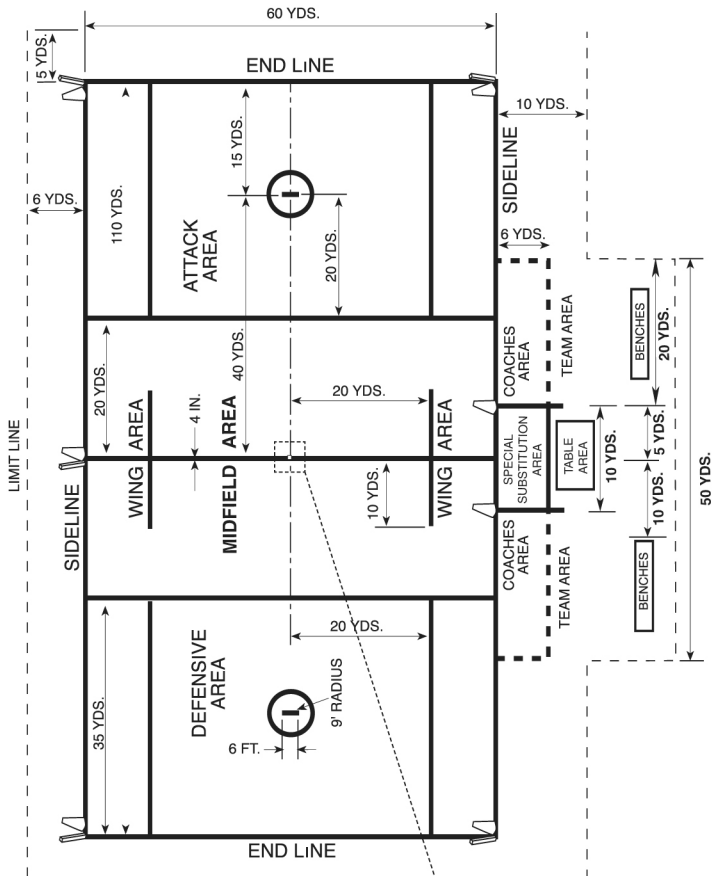 60 YDS.
5 YDS.
END LINE
10 YDS.
SIDELINE
15 YDS.
6 YDS.
110 YDS.
ATTACK
AREA
20 YDS.
6 YDS.
40 YDS.
COACHES
AREA
TEAM AREA
BENCHES
20 YDS.
20 YDS.
WING AREA
4 IN.
MIDFIELD AREA
20 YDS.
WING AREA
10 YDS.
SPECIAL
SUBSTITUTION
AREA
TABLE
AREA
10 YDS.
5 YDS.
10 YDS.
50 YDS.
LIMIT LINE
SIDELINE
COACHES
AREA
TEAM AREA
BENCHES
20 YDS.
35 YDS.
DEFENSIVE
AREA
9' RADIUS
6 FT.
END LINE